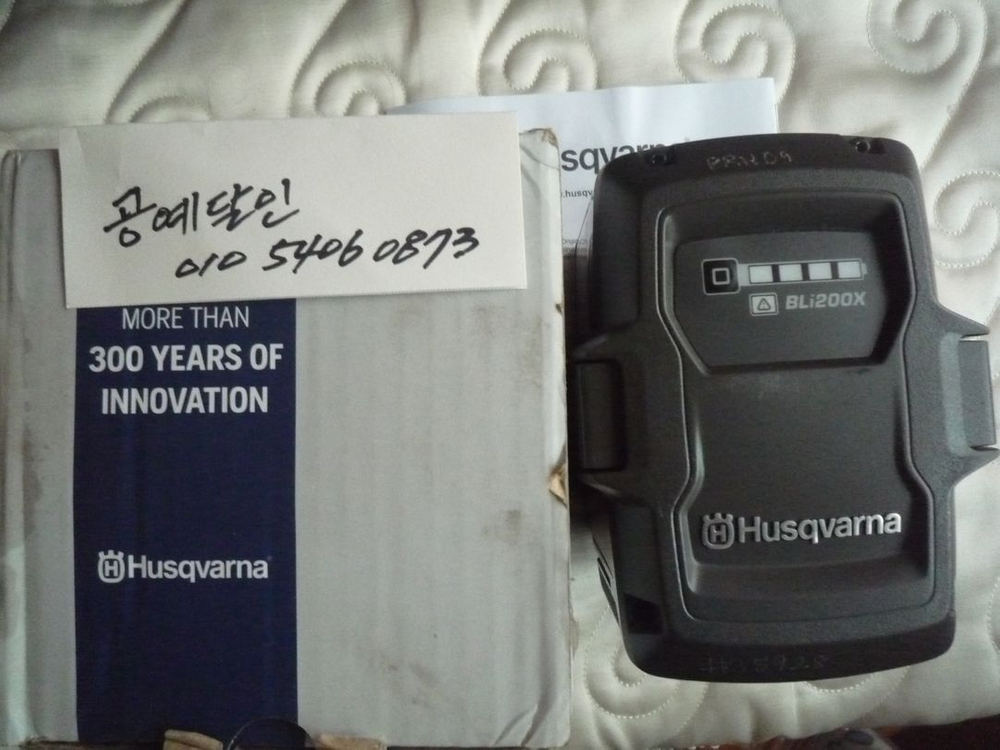 공예달인
010 5406 0873
MORE THAN
300 YEARS OF
INNOVATION
Husqvarna
BLi200X
Husqvarna